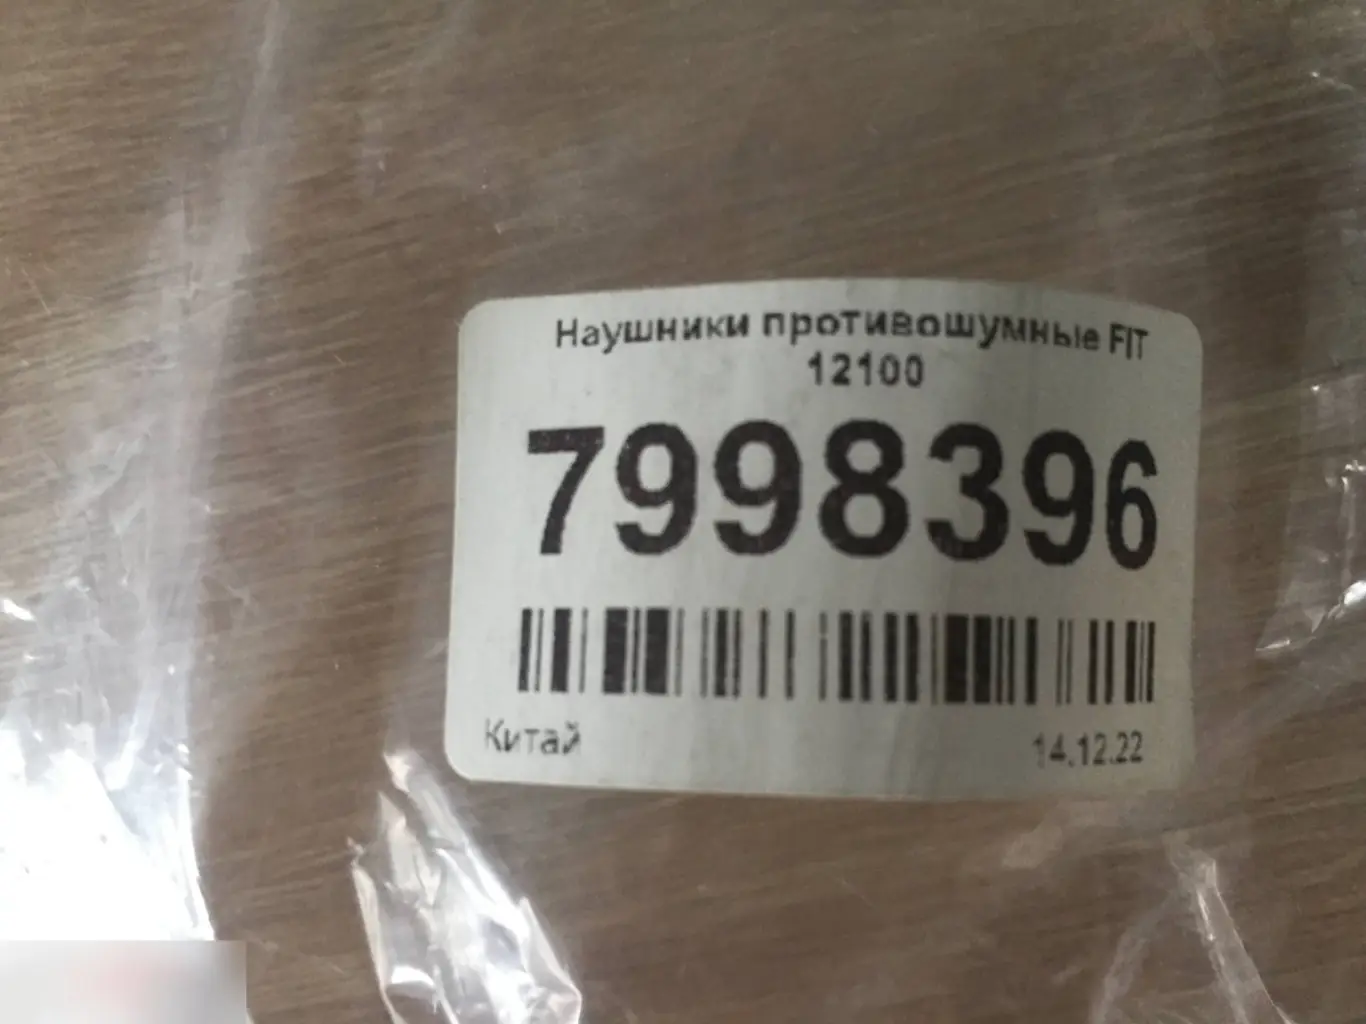 Наушники противошумные FIT
12100
7998396
Китай
14.12.22